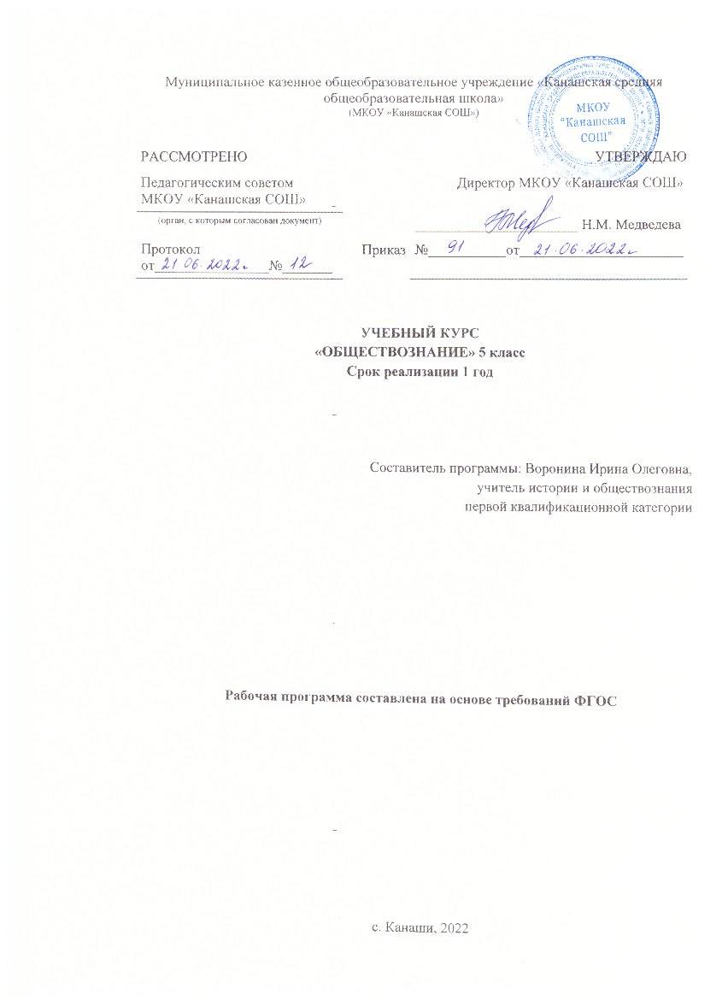 Муниципальное казенное общеобразовательное учреждение «Канашская средняя
общеобразовательная школа»
(МКОУ «Канашская СОШ»)
МКОУ
"Канашская
СОШ"
РАССМОТРЕНО
УТВЕРЖДАЮ
Педагогическим советом
Директор МКОУ «Канашская СОШ»
МКОУ «Канашская СОШ»
(орган, с которым согласован документ)
Н.М. Медведева
Протокол
Приказ № 91 от 21.06.2022г
от 21 06.2022г № 12
УЧЕБНЫЙ КУРС
«ОБЩЕСТВОЗНАНИЕ» 5 класс
Срок реализации 1 год
Составитель программы: Воронина Ирина Олеговна,
учитель истории и обществознания
первой квалификационной категории
Рабочая программа составлена на основе требований ФГОС
с. Канаши, 2022